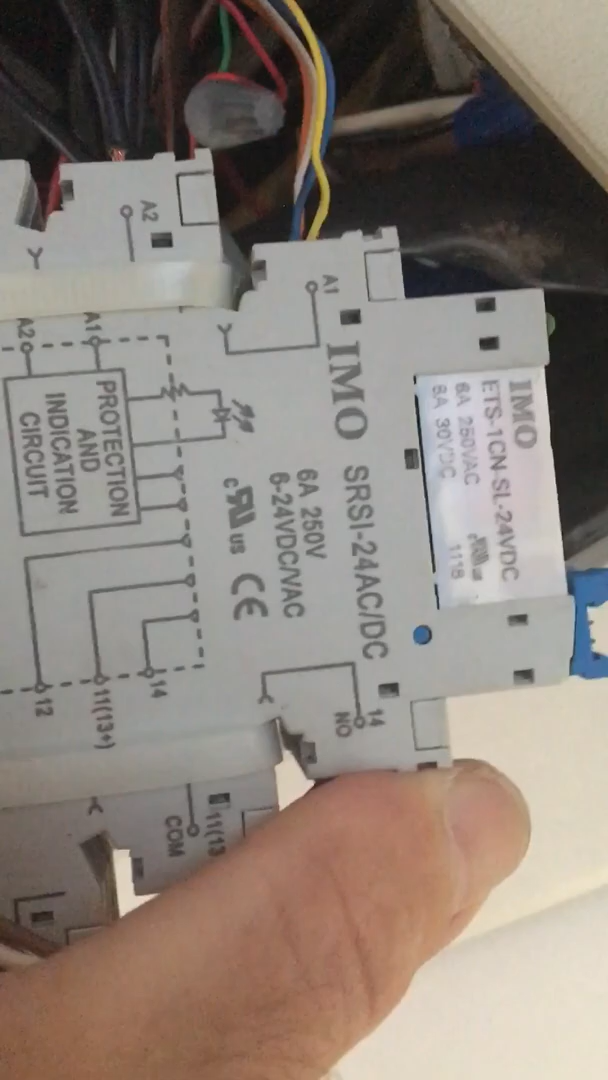 IMO
ETS-1CN-SL-24VDC
6A 250VAC
6A 30VDC
1118
A2
A1
IMO SRSI-24AC/DC
6A 250V
6-24VDC/VAC
c US
CE
A1
A2
PROTECTION
AND
INDICATION
CIRCUIT
14
11(13+)
12
14
NO
11(13
COM